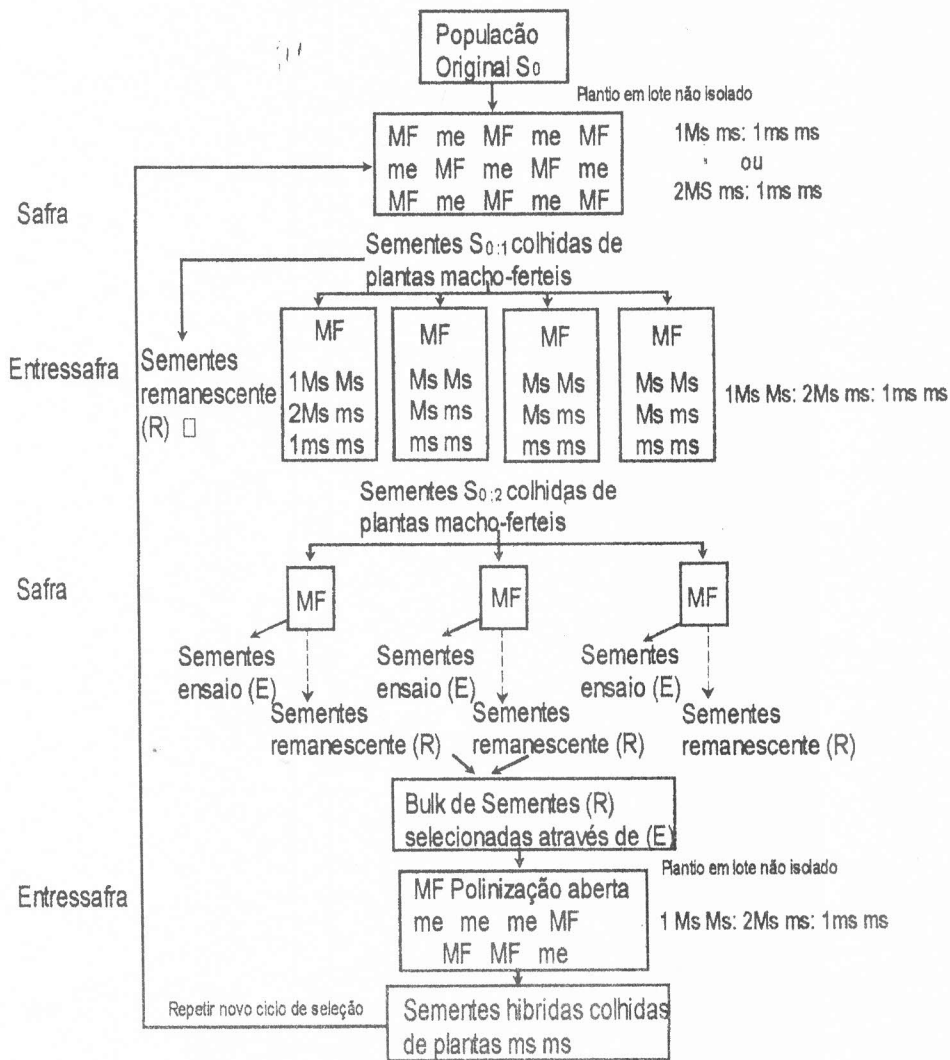 População
Original S0
Plantio em lote não isolado
MF me MF me MF
me MF me MF me
MF me MF me MF
1Ms ms: 1ms ms
ou
2MS ms: 1ms ms
Safra
Sementes S0:1 colhidas de
plantas macho-ferteis
Entressafra
Sementes
remanescente
(R) □
MF
1Ms Ms
2Ms ms
1ms ms
MF
Ms Ms
Ms ms
ms ms
MF
Ms Ms
Ms ms
ms ms
MF
Ms Ms
Ms ms
ms ms
1Ms Ms: 2Ms ms: 1ms ms
Sementes S0:2 colhidas de
plantas macho-ferteis
Safra
MF
MF
MF
Sementes
ensaio (E)
Sementes
ensaio (E)
Sementes
ensaio (E)
Sementes
remanescente (R)
Sementes
remanescente (R)
Sementes
remanescente (R)
Bulk de Sementes (R)
selecionadas através de (E)
Plantio em lote não isolado
Entressafra
MF Polinização aberta
me me me MF
MF MF me
1 Ms Ms: 2Ms ms: 1ms ms
Repetir novo ciclo de seleção
Sementes hibridas colhidas
de plantas ms ms